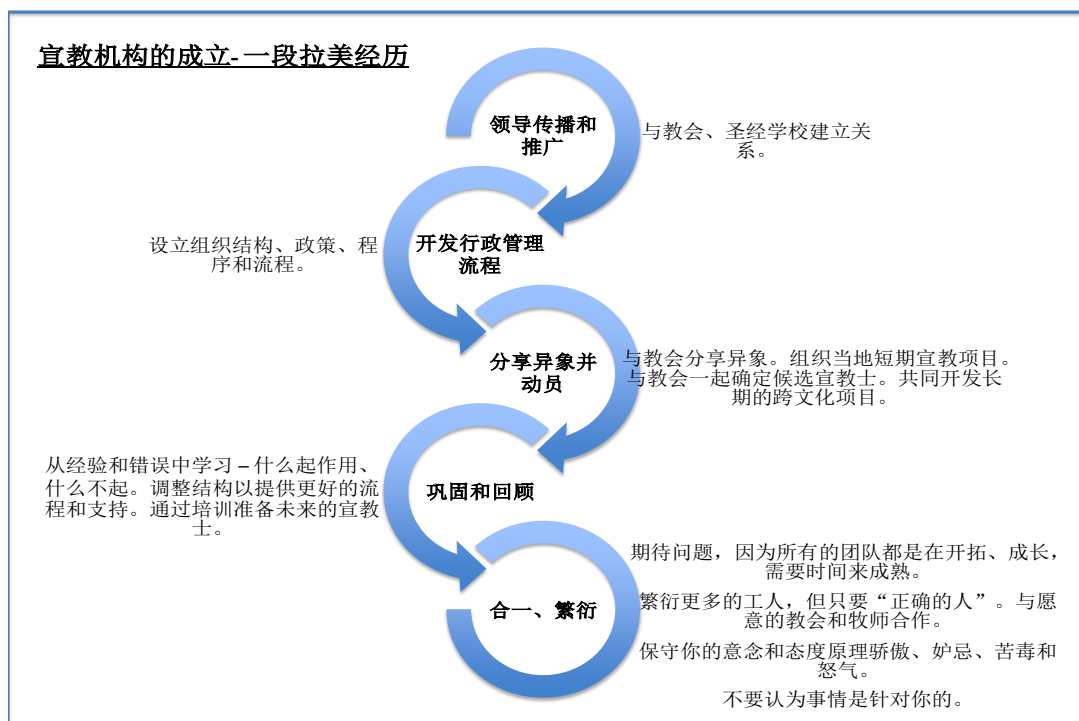 宣教机构的成立- 一段拉美经历
领导传播和
推广
与教会、圣经学校建立关
系。
设立组织结构、政策、程
序和流程。
开发行政管理
流程
分享异象并
动员
与教会分享异象。组织当地短期宣教项目。
与教会一起确定候选宣教士。共同开发长
期的跨文化项目。
从经验和错误中学习 – 什么起作用、
什么不起。调整结构以提供更好的流
程和支持。通过培训准备未来的宣教
士。
巩固和回顾
合一、繁衍
期待问题，因为所有的团队都是在开拓、成长，
需要时间来成熟。
繁衍更多的工人，但只要“正确的人”。与愿
意的教会和牧师合作。
保守你的意念和态度原理骄傲、妒忌、苦毒和
怒气。
不要认为事情是针对你的。